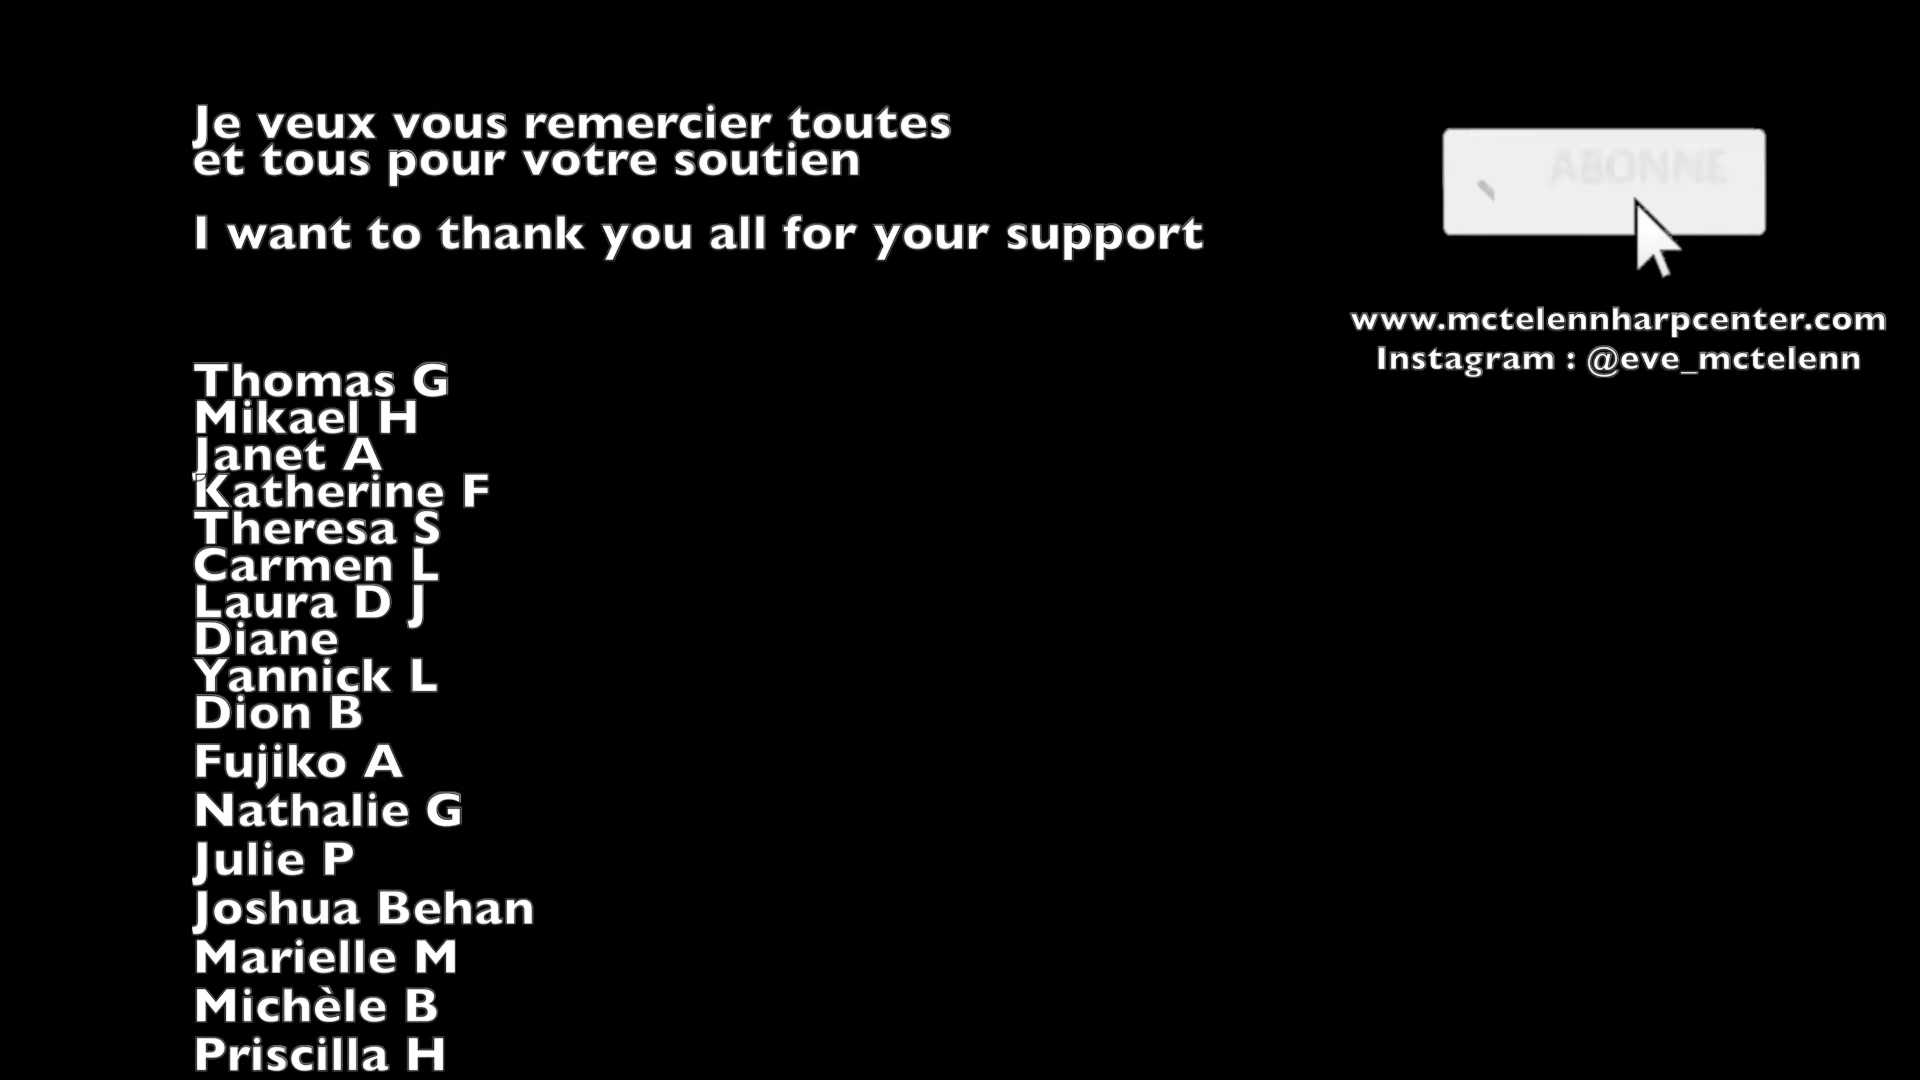 Je veux vous remercier toutes
et tous pour votre soutien
I want to thank you all for your support
Thomas G
Mikael H
Janet A
Katherine F
Theresa S
Carmen L
Laura D J
Diane
Yannick L
Dion B
Fujiko A
Nathalie G
Julie P
Joshua Behan
Marielle M
Michèle B
Priscilla H
ABONNE
www.mctelennharpcenter.com
Instagram : @eve_mctelenn